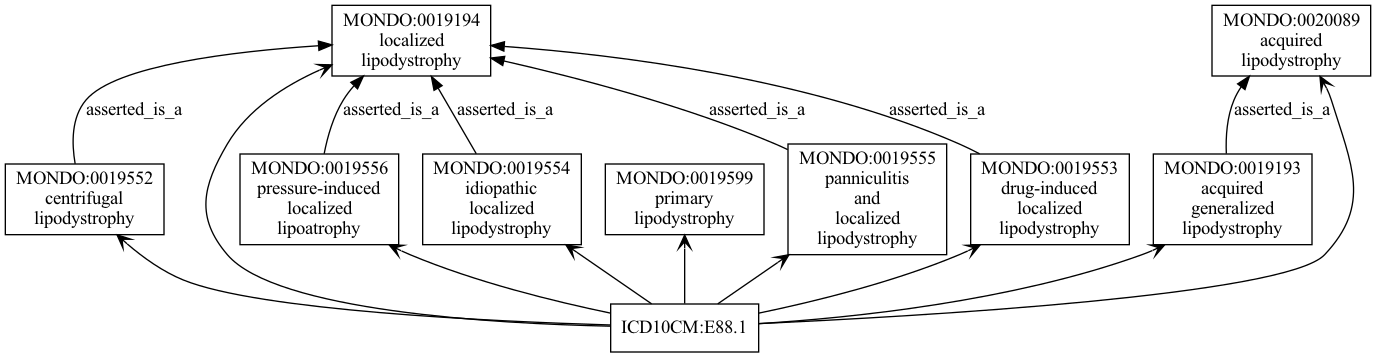 MONDO:0019194
localized
lipodystrophy
MONDO:0020089
acquired
lipodystrophy
asserted_is_a
asserted_is_a
asserted_is_a
asserted_is_a
asserted_is_a
asserted_is_a
MONDO:0019552
centrifugal
lipodystrophy
MONDO:0019556
pressure-induced
localized
lipoatrophy
MONDO:0019554
idiopathic
localized
lipodystrophy
MONDO:0019599
primary
lipodystrophy
MONDO:0019555
panniculitis
and
localized
lipodystrophy
MONDO:0019553
drug-induced
localized
lipodystrophy
MONDO:0019193
acquired
generalized
lipodystrophy
ICD10CM:E88.1